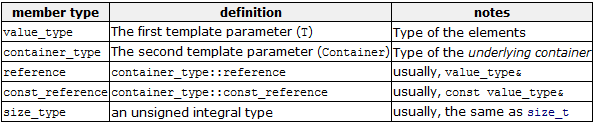 member type definition notes
value_type The first template parameter (T) Type of the elements
container_type The second template parameter (Container) Type of the underlying container
reference container_type::reference usually, value_type&
const_reference container_type::const_reference usually, const value_type&
size_type an unsigned integral type usually, the same as size_t